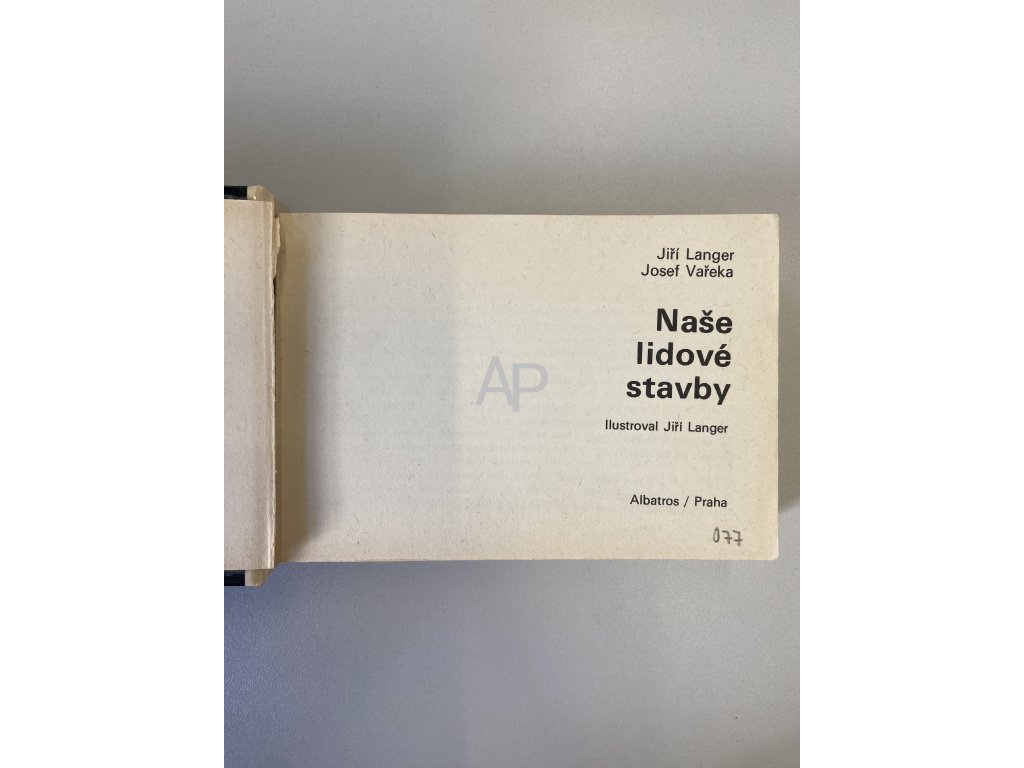 Jiří Langer
Josef Vařeka
Naše
lidové
stavby
AP
Ilustroval Jiří Langer
Albatros / Praha
077